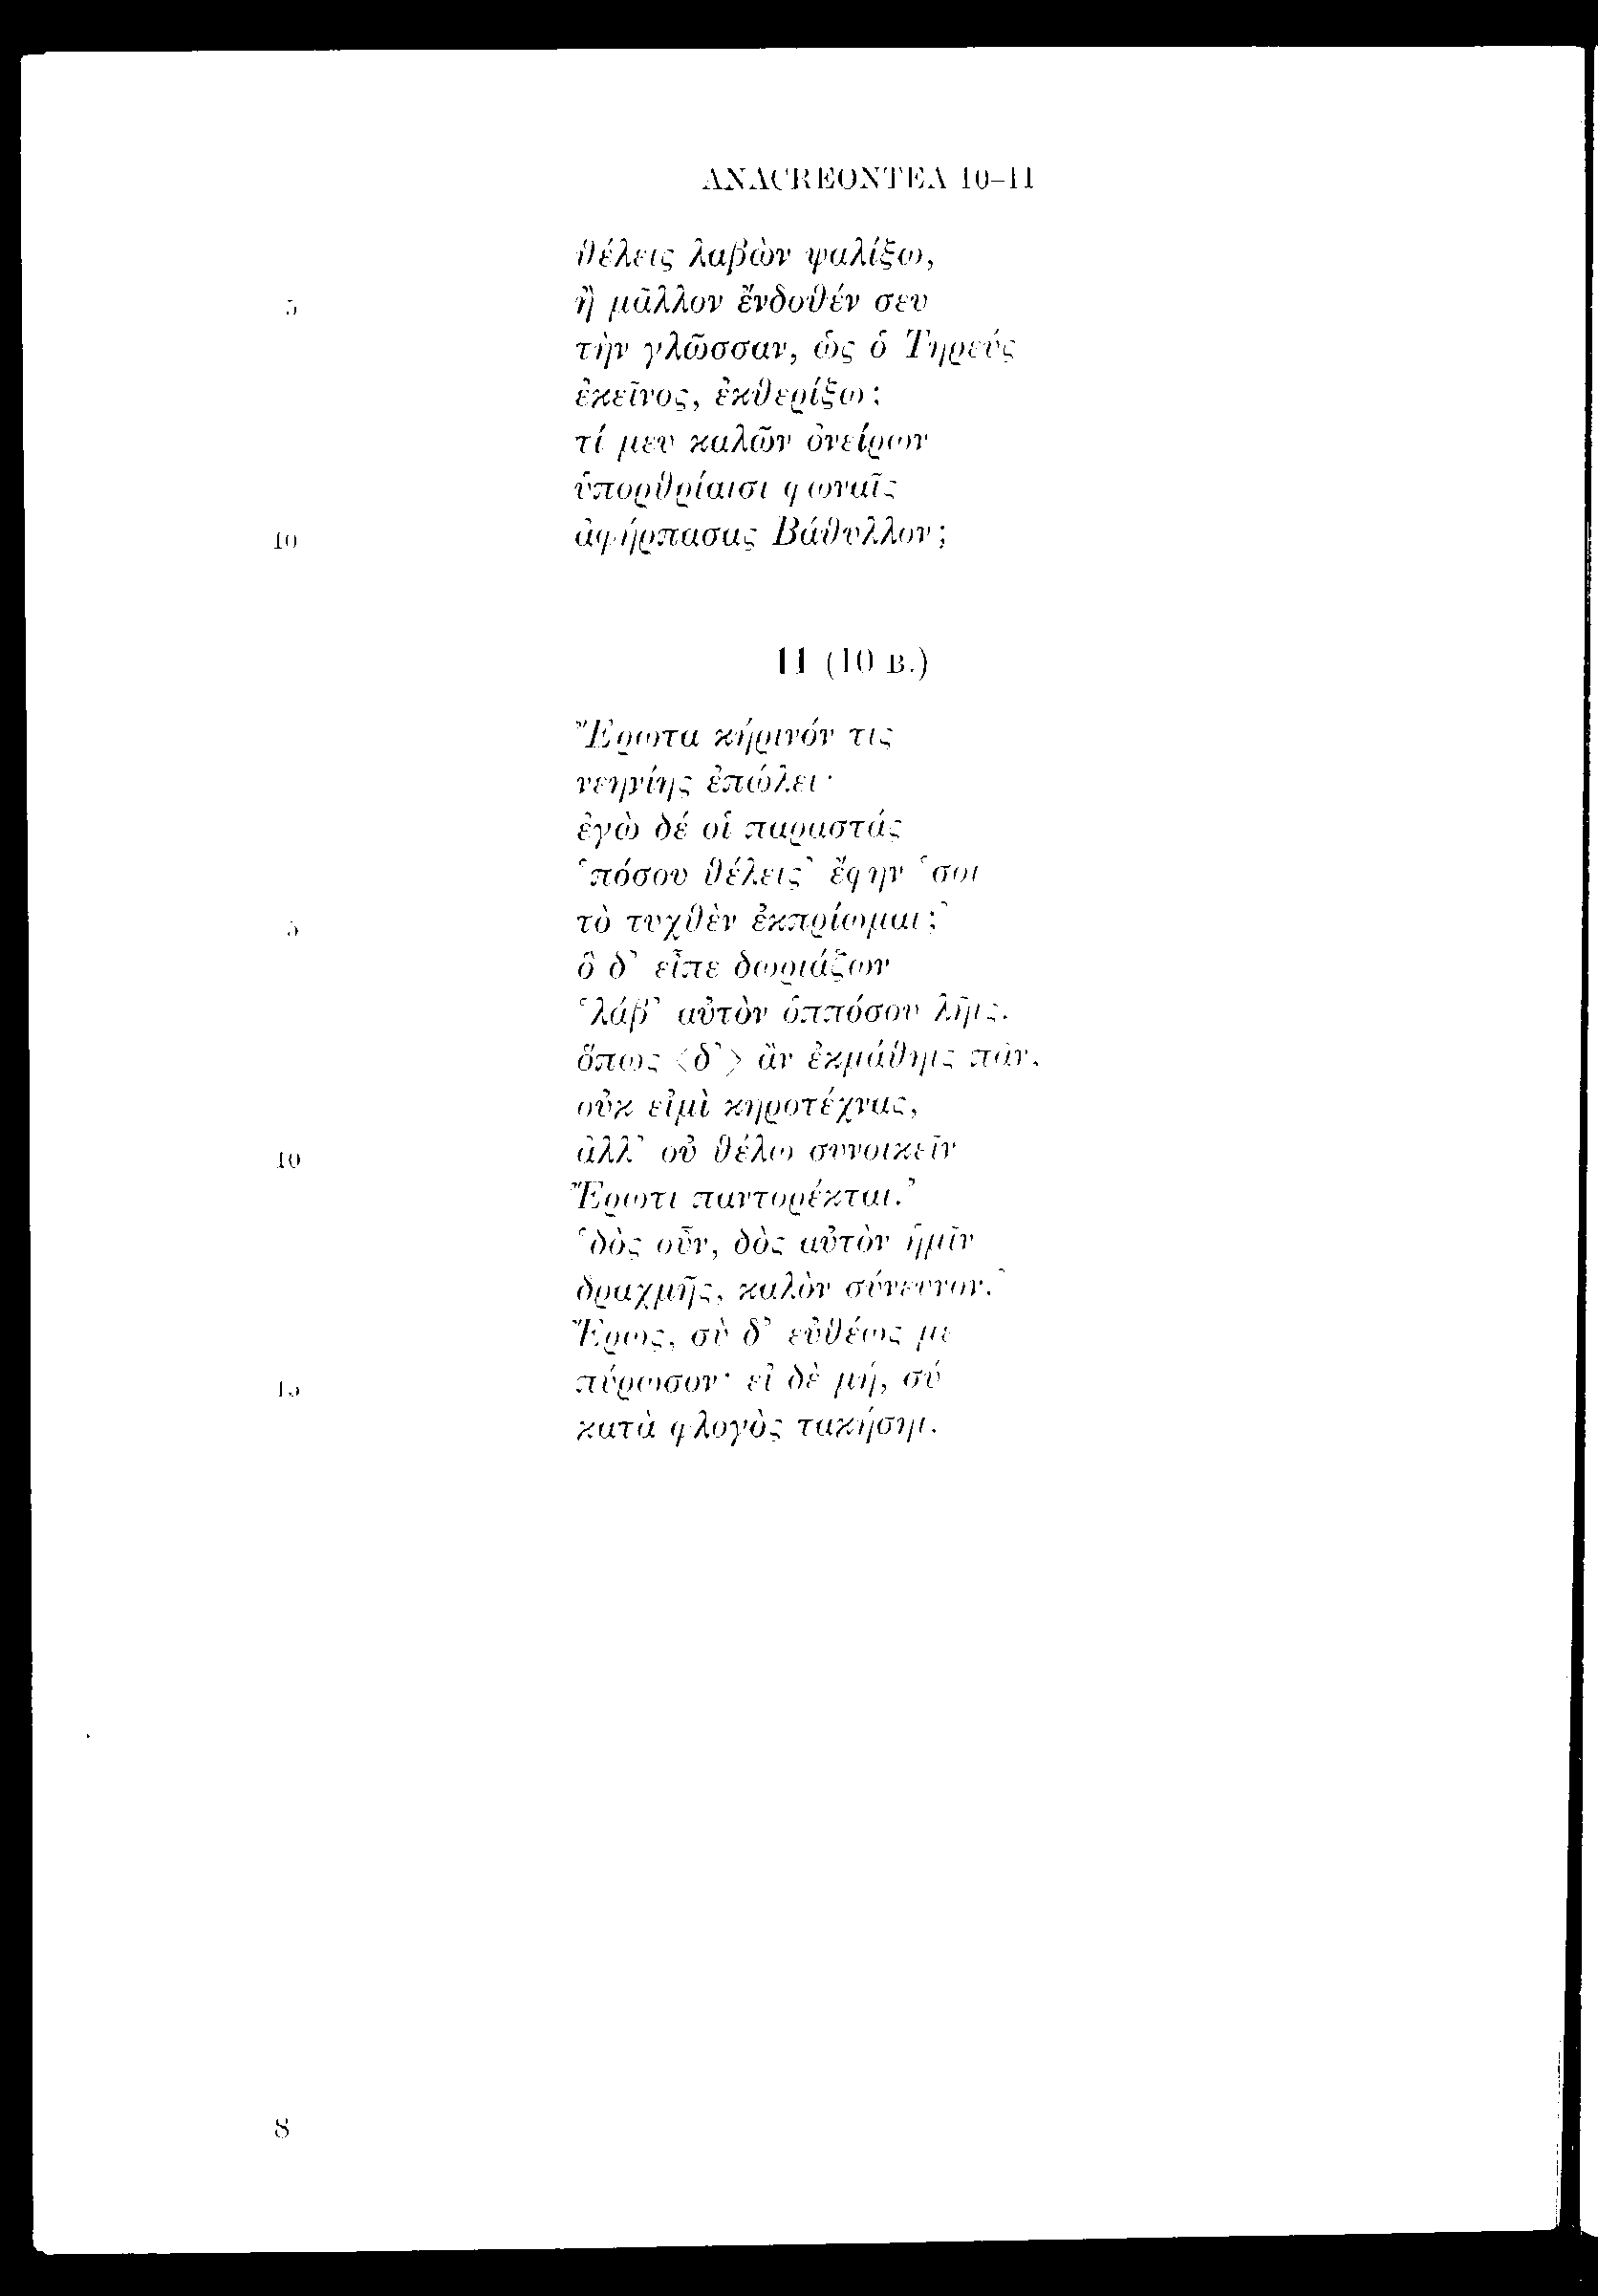 ANACREONTEA 10–11
θέλεις λαβὼν ψαλίξω,
5 ἢ μᾶλλον ἔνδοθέν σευ
τὴν γλῶσσαν, ὡς ὁ Τηρεύς
ἐκεῖνος, ἐκθερίξω;
τί μευ καλῶν ὀνείρων
ὑπορθρίαισι φωναῖς
10 ἀφήρπασας Βάθυλλον;
11 (10 B.)
Ἔρωτα κήρινόν τις
νεηνίης ἐπώλει·
ἐγὼ δέ οἱ παραστάς
‘πόσου θέλεις’ ἔφην ‘σοι
5 τὸ τυχθὲν ἐκπρίωμαι;’
ὃ δ’ εἶπε δωριάζων
‘λάβ’ αὐτὸν ὁππόσου λῆις.
ὅπως <δ’> ἂν ἐκμάθηις πᾶν,
οὐκ εἰμὶ κηροτέχνας,
10 ἀλλ’ οὐ θέλω συνοικεῖν
Ἔρωτι παντορέκται.’
‘δὸς οὖν, δὸς αὐτὸν ἡμῖν
δραχμῆς, καλὸν σύνευνον.’
Ἔρως, σὺ δ’ εὐθέως με
15 πύρωσον· εἰ δὲ μή, σύ
κατὰ φλογὸς τακήσηι.
8